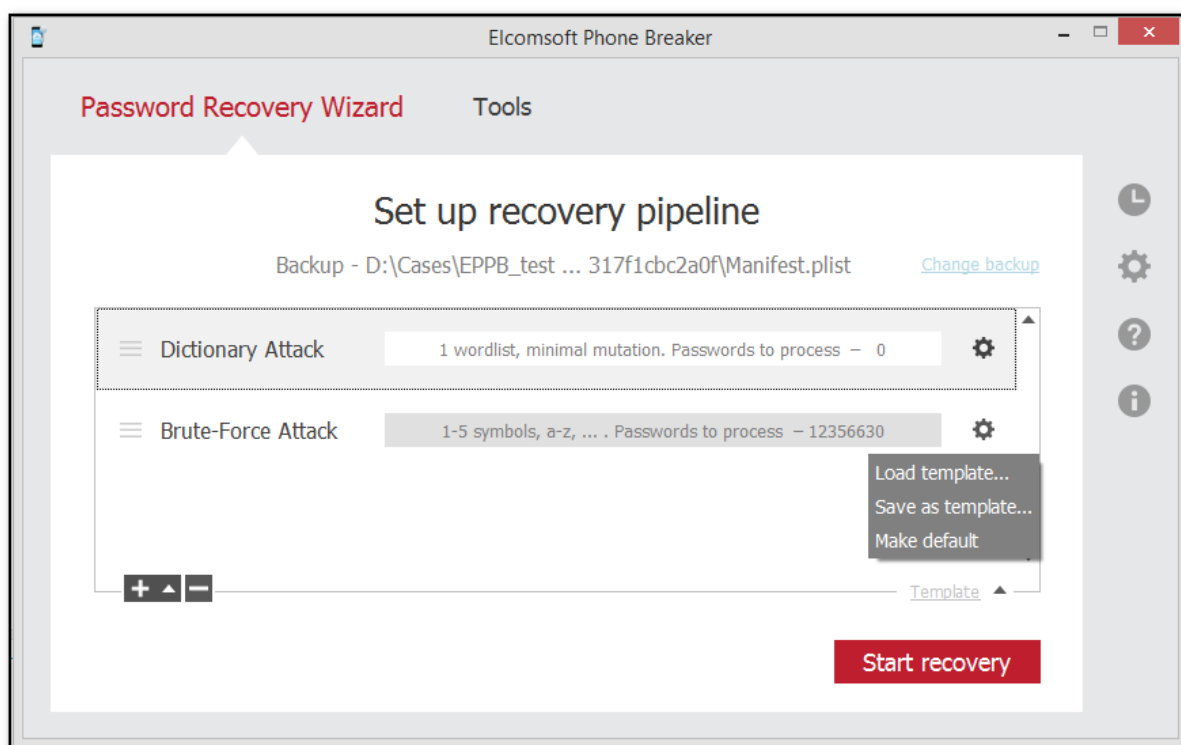 Elcomsoft Phone Breaker
Password Recovery Wizard Tools
Set up recovery pipeline
Backup - D:\Cases\EPPB_test ... 317f1cbc2a0f\Manifest.plist Change backup
Dictionary Attack 1 wordlist, minimal mutation. Passwords to process – 0
Brute-Force Attack 1-5 symbols, a-z, ... . Passwords to process – 12356630
Load template...
Save as template...
Make default
Template
Start recovery